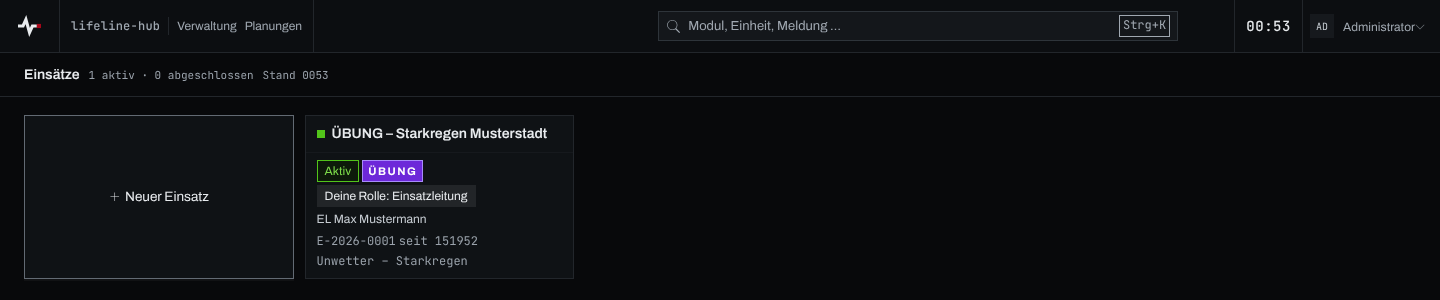 lifeline-hub Verwaltung Planungen Modul, Einheit, Meldung ... Strg+K 00:53 AD Administrator
Einsätze 1 aktiv · 0 abgeschlossen Stand 0053
+ Neuer Einsatz
ÜBUNG – Starkregen Musterstadt
Aktiv ÜBUNG
Deine Rolle: Einsatzleitung
EL Max Mustermann
E-2026-0001 seit 151952
Unwetter – Starkregen